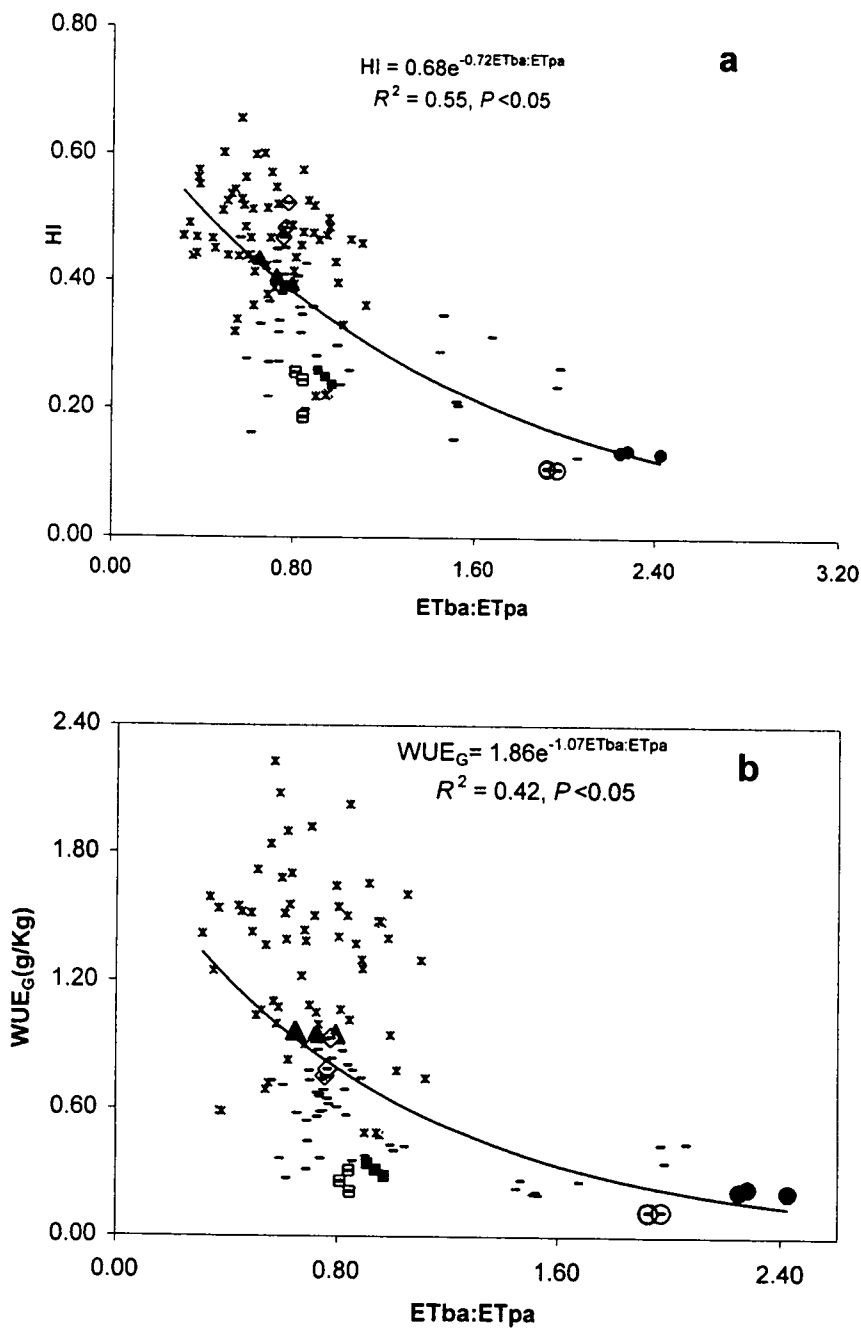 0.80
a
HI = 0.68e^-0.72ETba:ETpa
R² = 0.55, P<0.05
0.60
HI
0.40
0.20
0.00
0.00 0.80 1.60 2.40 3.20
ETba:ETpa
2.40
WUE_G= 1.86e^-1.07ETba:ETpa
b
R² = 0.42, P<0.05
1.80
WUE_G(g/Kg)
1.20
0.60
0.00
0.00 0.80 1.60 2.40
ETba:ETpa